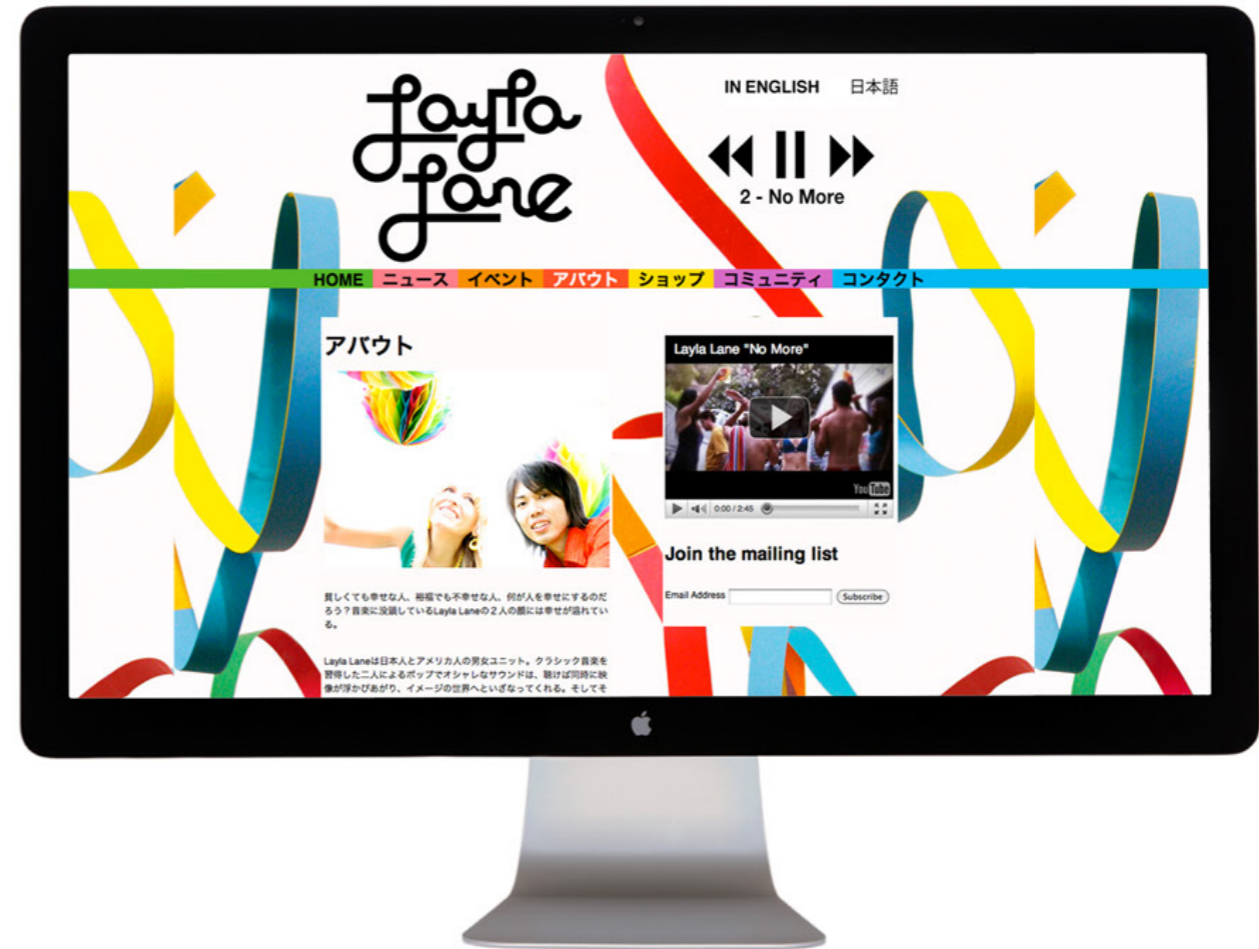 Layla
Lane
IN ENGLISH 日本語
2 - No More
HOME ニュース イベント アバウト ショップ コミュニティ コンタクト
アバウト
貧しくても幸せな人、裕福でも不幸せな人、何が人を幸せにするのだ
ろう？音楽に没頭しているLayla Laneの２人の顔には幸せが溢れてい
る。
Layla Laneは日本人とアメリカ人の男女ユニット。クラシック音楽を
習得した二人によるポップでオシャレなサウンドは、聴けば同時に映
像が浮かびあがり、イメージの世界へといざなってくれる。そしてそ
Layla Lane "No More"
YouTube
0:00 / 2:45
Join the mailing list
Email Address Subscribe